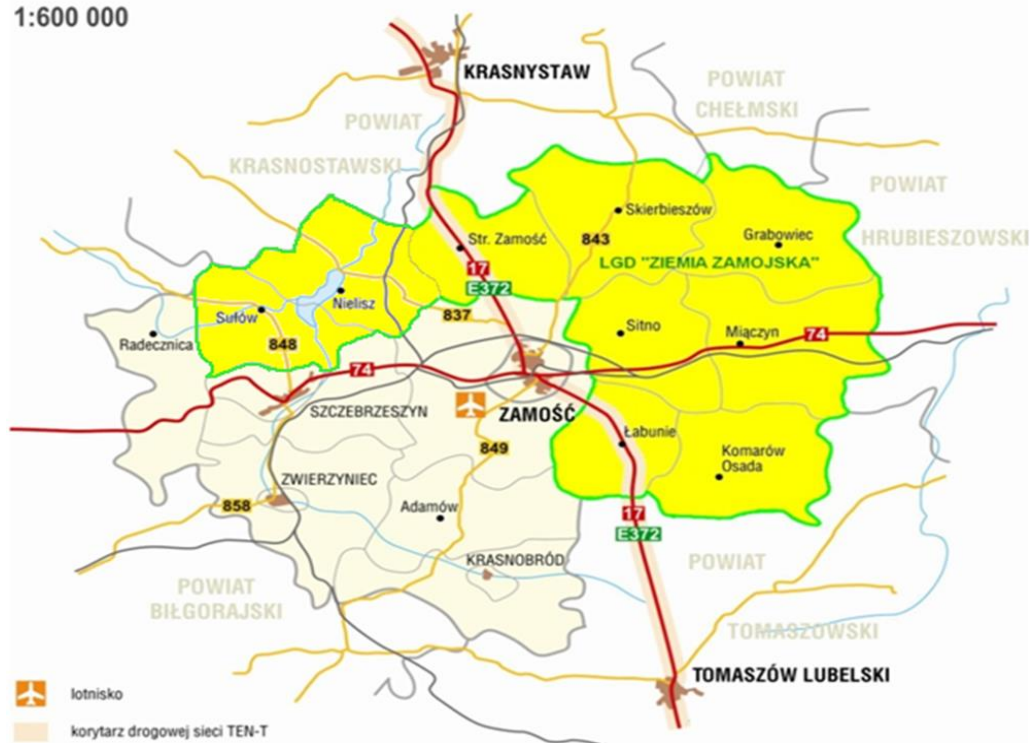 1:600 000
KRASNYSTAW
POWIAT
CHEŁMSKI
POWIAT
KRASNOSTAWSKI
POWIAT
HRUBIESZOWSKI
Skierbieszów
Grabowiec
Str. Zamość
843
LGD "ZIEMIA ZAMOJSKA"
17
E372
Nielisz
Sułów
837
Sitno
Miączyn
74
Radecznica
848
74
SZCZEBRZESZYN
ZAMOŚĆ
Łabunie
849
Komarów
Osada
ZWIERZYNIEC
858
Adamów
17
E372
KRASNOBRÓD
POWIAT
POWIAT
BIŁGORAJSKI
TOMASZOWSKI
TOMASZÓW LUBELSKI
lotnisko
korytarz drogowej sieci TEN-T